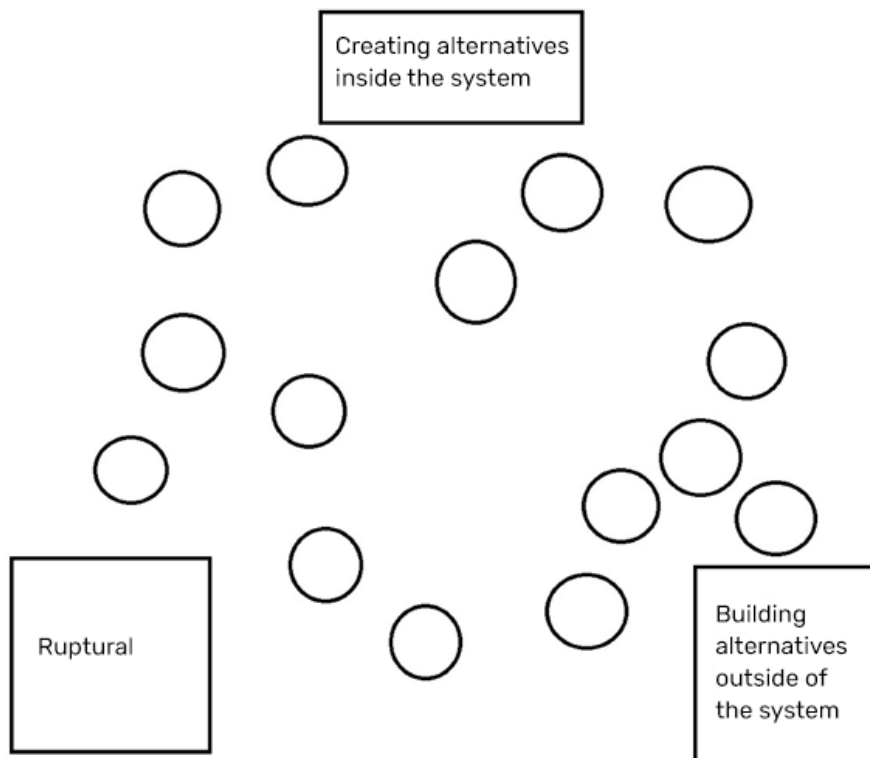 Creating alternatives
inside the system
Ruptural
Building
alternatives
outside of
the system